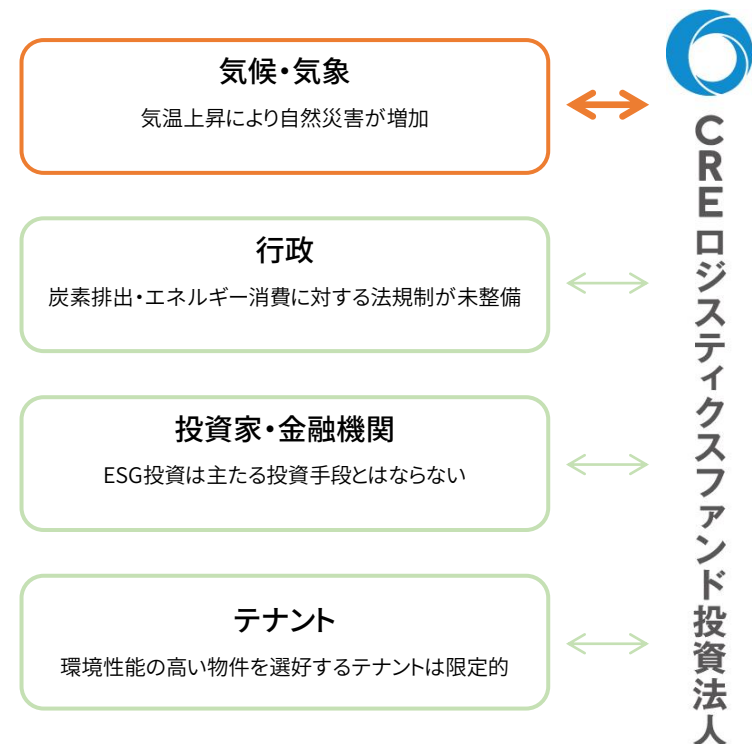 気候・気象
気温上昇により自然災害が増加
行政
炭素排出・エネルギー消費に対する法規制が未整備
投資家・金融機関
ESG投資は主たる投資手段とはならない
テナント
環境性能の高い物件を選好するテナントは限定的
CREロジスティクスファンド投資法人